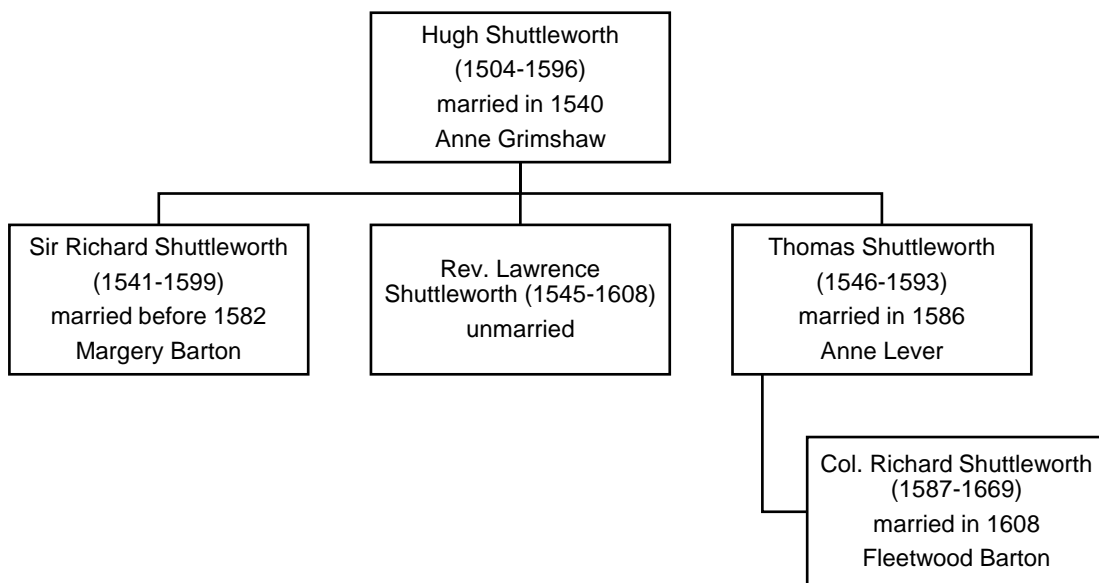 Hugh Shuttleworth
(1504-1596)
married in 1540
Anne Grimshaw
Sir Richard Shuttleworth
(1541-1599)
married before 1582
Margery Barton
Rev. Lawrence
Shuttleworth (1545-1608)
unmarried
Thomas Shuttleworth
(1546-1593)
married in 1586
Anne Lever
Col. Richard Shuttleworth
(1587-1669)
married in 1608
Fleetwood Barton